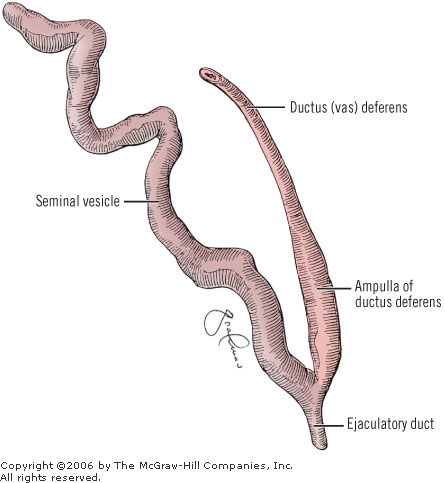 Ductus (vas) deferens
Seminal vesicle
Ampulla of
ductus deferens
Ejaculatory duct
Copyright ©2006 by The McGraw-Hill Companies, Inc.
All rights reserved.